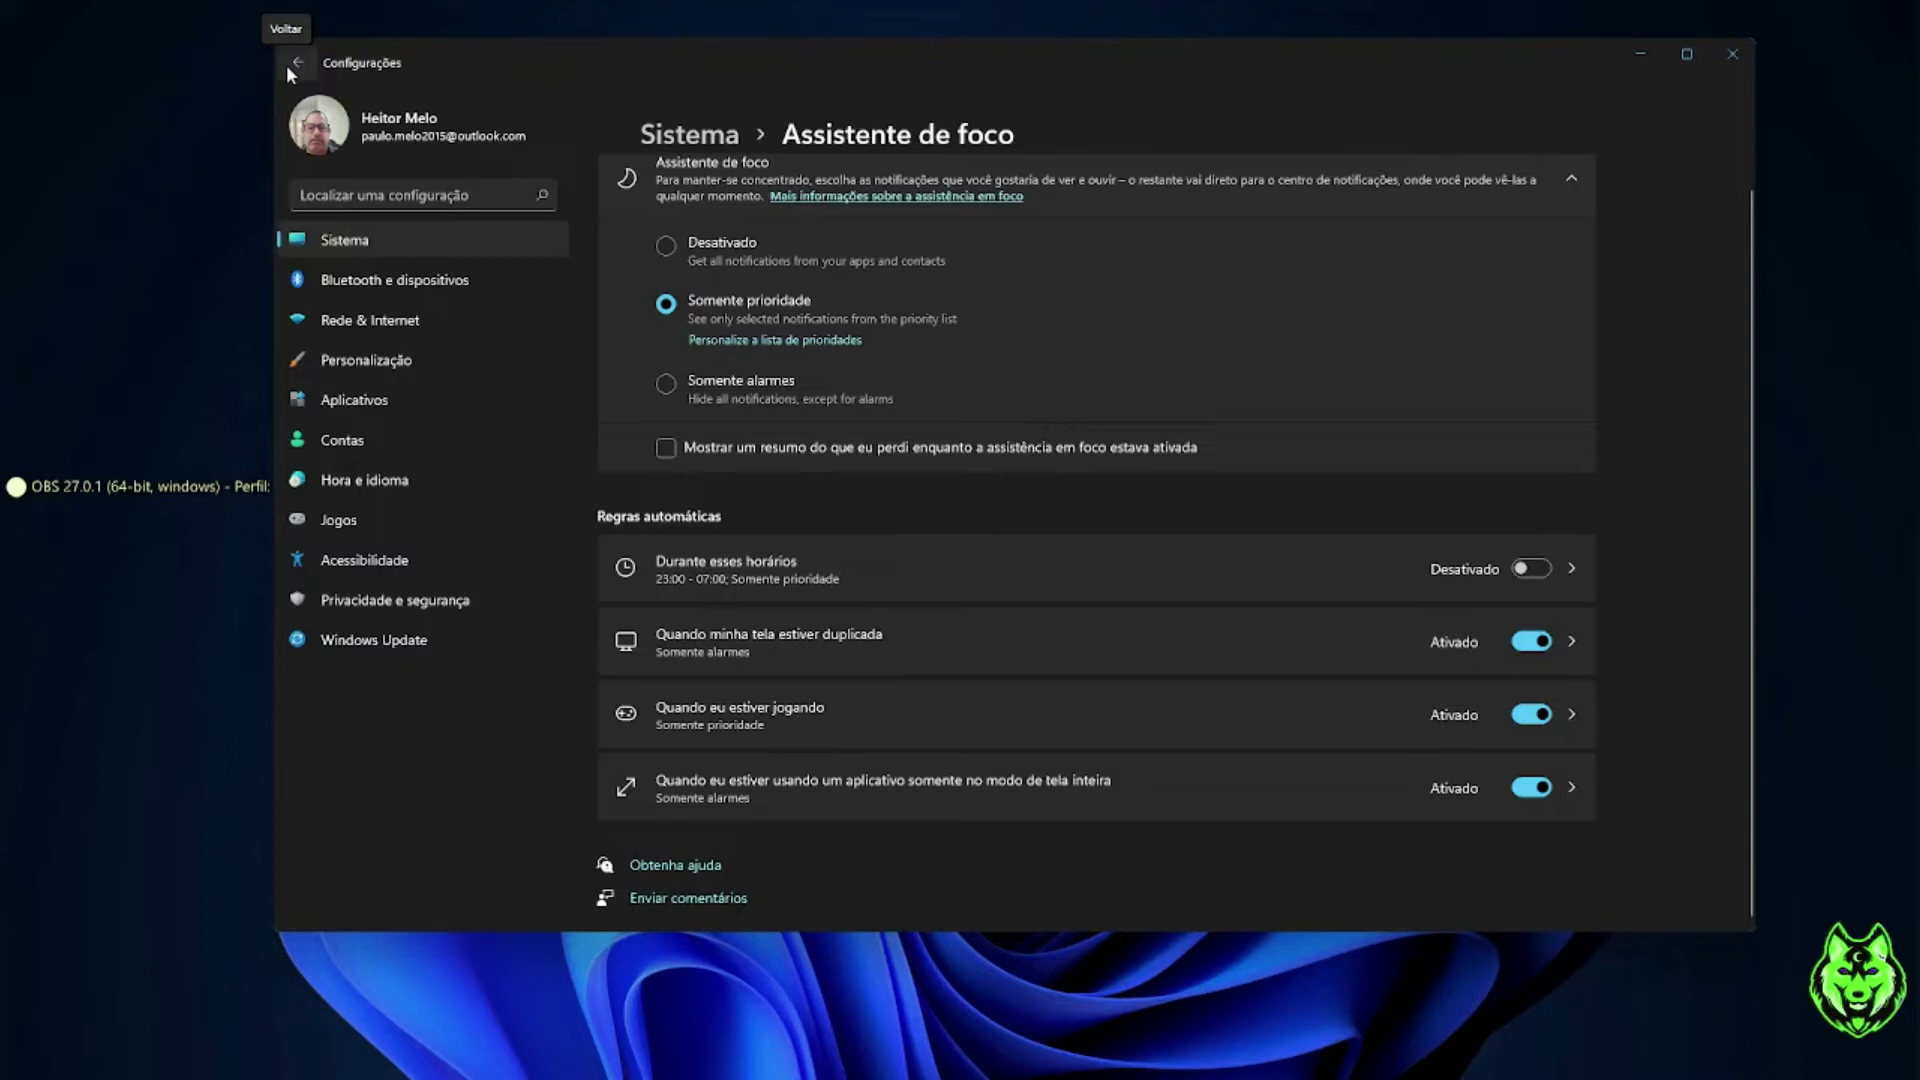 Voltar
Configurações
Heitor Melo
paulo.melo2015@outlook.com
Localizar uma configuração
Sistema
Bluetooth e dispositivos
Rede & Internet
Personalização
Aplicativos
Contas
Hora e idioma
Jogos
Acessibilidade
Privacidade e segurança
Windows Update
OBS 27.0.1 (64-bit, windows) - Perfil:
Sistema › Assistente de foco
Assistente de foco
Para manter-se concentrado, escolha as notificações que você gostaria de ver e ouvir – o restante vai direto para o centro de notificações, onde você pode vê-las a
qualquer momento. Mais informações sobre a assistência em foco
Desativado
Get all notifications from your apps and contacts
Somente prioridade
See only selected notifications from the priority list
Personalize a lista de prioridades
Somente alarmes
Hide all notifications, except for alarms
Mostrar um resumo do que eu perdi enquanto a assistência em foco estava ativada
Regras automáticas
Durante esses horários
23:00 - 07:00; Somente prioridade
Desativado
Quando minha tela estiver duplicada
Somente alarmes
Ativado
Quando eu estiver jogando
Somente prioridade
Ativado
Quando eu estiver usando um aplicativo somente no modo de tela inteira
Somente alarmes
Ativado
Obtenha ajuda
Enviar comentários